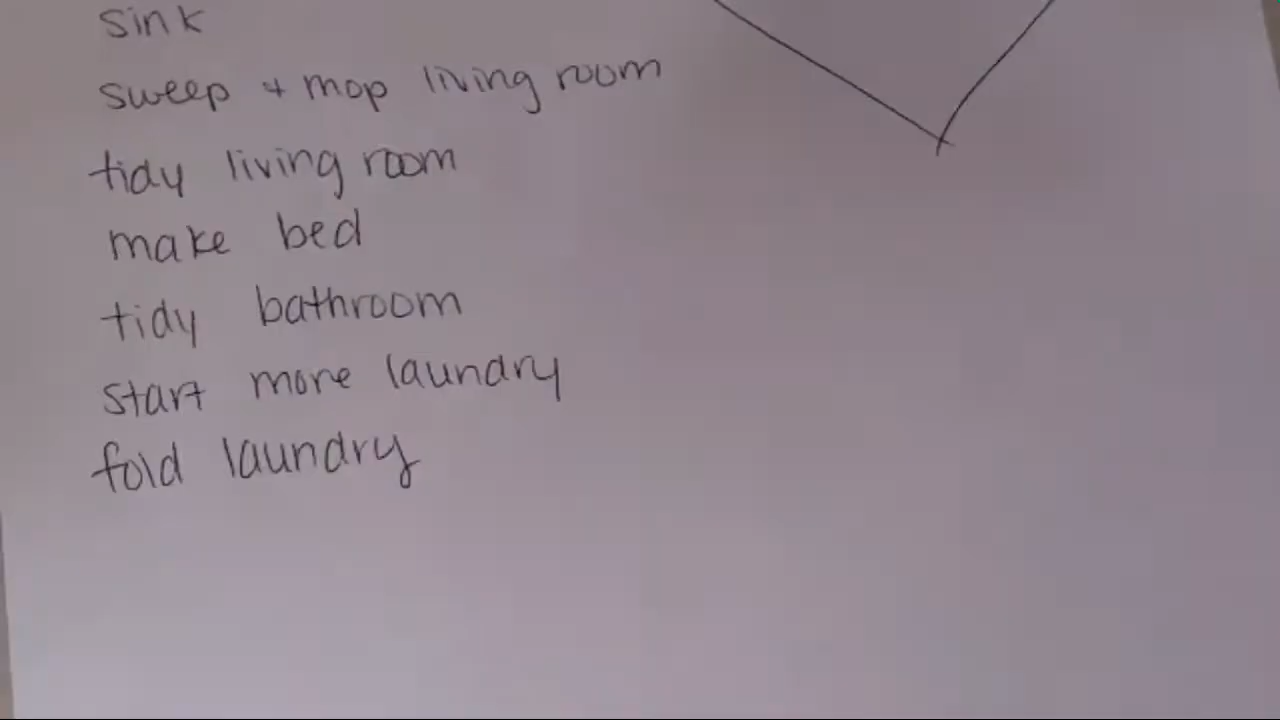 sink
sweep + mop living room
tidy living room
make bed
tidy bathroom
start more laundry
fold laundry